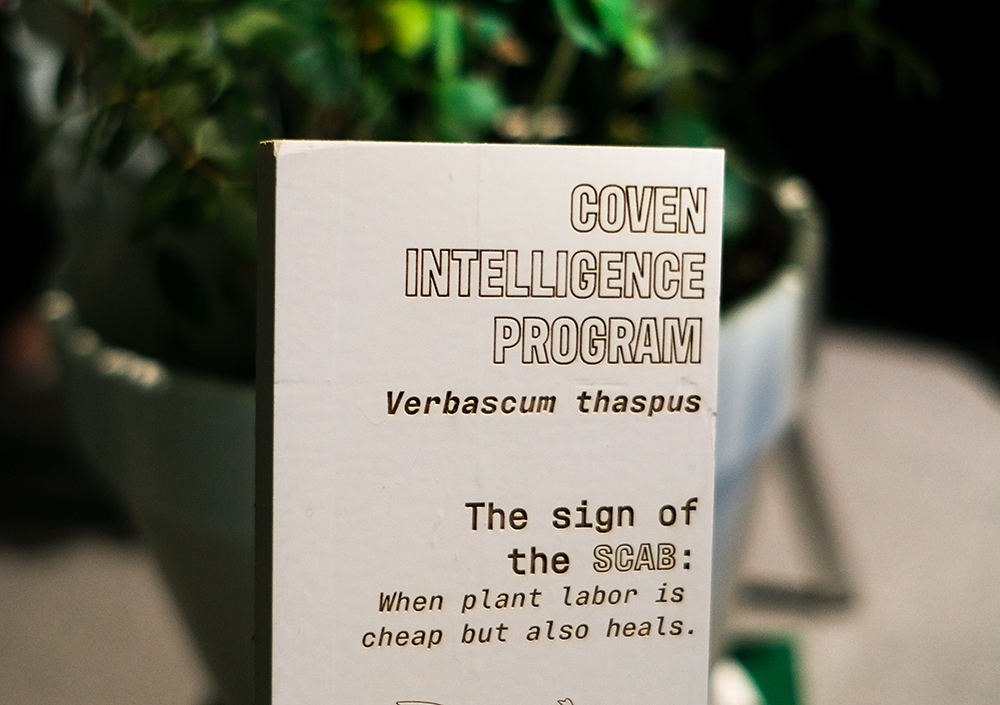 COVEN
INTELLIGENCE
PROGRAM
Verbascum thaspus
The sign of
the SCAB:
When plant labor is
cheap but also heals.